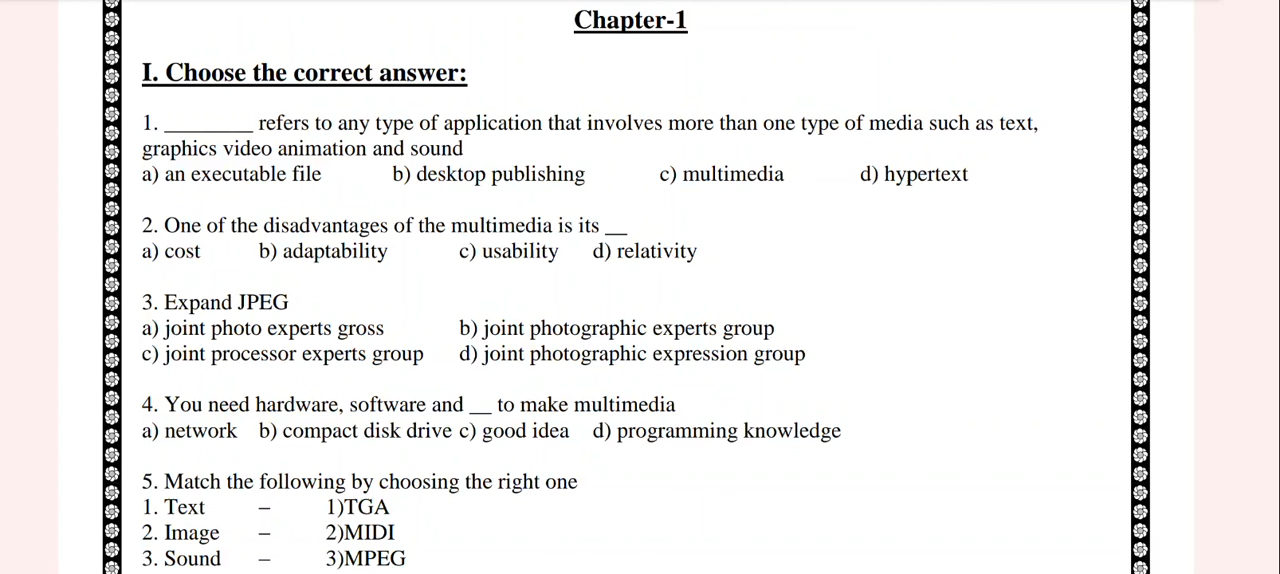 Chapter-1
I. Choose the correct answer:
1. ________ refers to any type of application that involves more than one type of media such as text,
graphics video animation and sound
a) an executable file b) desktop publishing c) multimedia d) hypertext
2. One of the disadvantages of the multimedia is its __
a) cost b) adaptability c) usability d) relativity
3. Expand JPEG
a) joint photo experts gross b) joint photographic experts group
c) joint processor experts group d) joint photographic expression group
4. You need hardware, software and __ to make multimedia
a) network b) compact disk drive c) good idea d) programming knowledge
5. Match the following by choosing the right one
1. Text – 1)TGA
2. Image – 2)MIDI
3. Sound – 3)MPEG